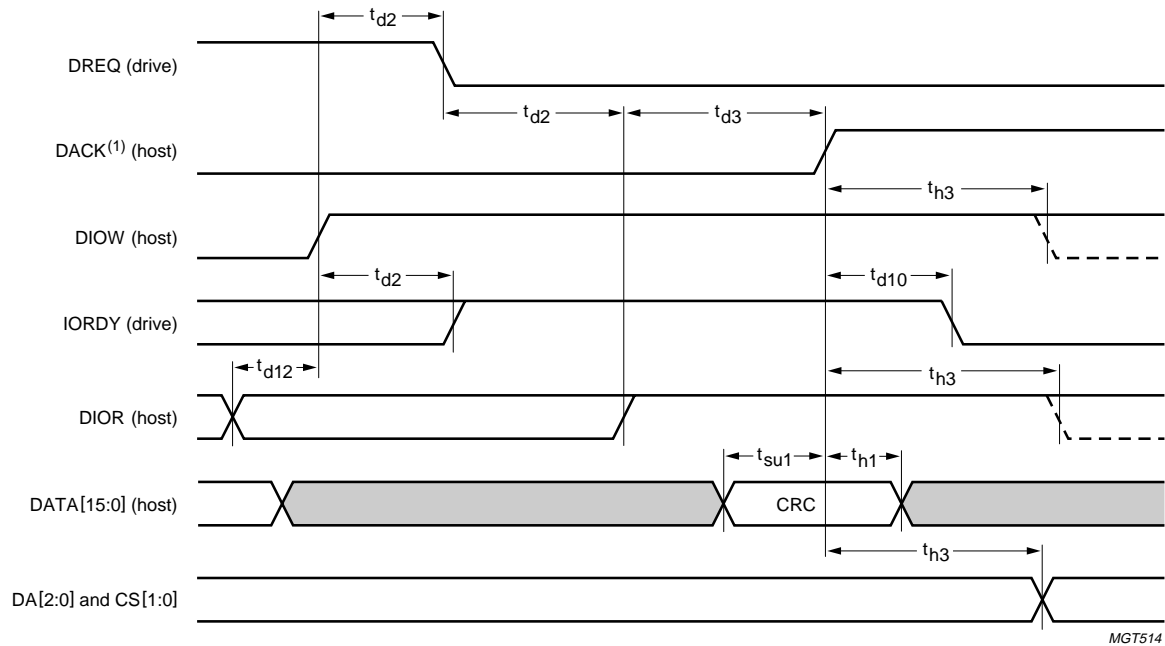 td2
DREQ (drive)
td2
td3
DACK(1) (host)
th3
DIOW (host)
td2
td10
IORDY (drive)
td12
th3
DIOR (host)
tsu1
th1
DATA[15:0] (host)
CRC
th3
DA[2:0] and CS[1:0]
MGT514